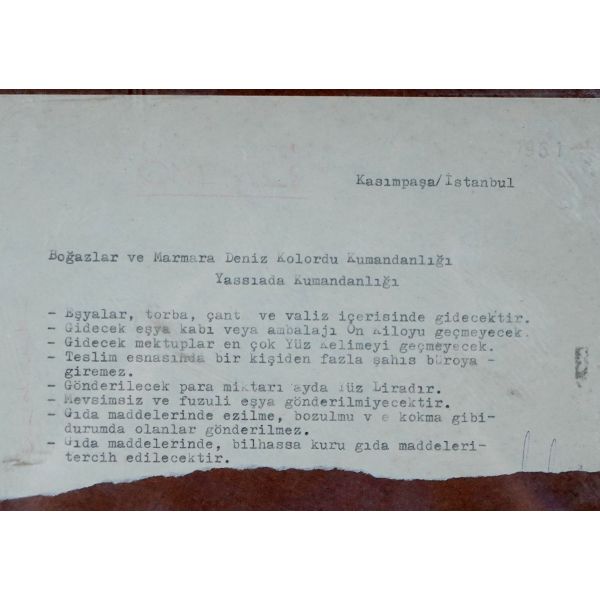 1961
Kasımpaşa/İstanbul
Boğazlar ve Marmara Deniz Kolordu Kumandanlığı
Yassıada Kumandanlığı
- Eşyalar, torba, çant ve valiz içerisinde gidecektir.
- Gidecek eşya kabı veya ambalajı On Kiloyu geçmeyecek.
- Gidecek mektuplar en çok Yüz Kelimeyi geçmeyecek.
- Teslim esnasında bir kişiden fazla şahıs büroya -
giremez.
- Gönderilecek para miktarı ayda Yüz Liradır.
- Mevsimsiz ve fuzuli eşya gönderilmiyecektir.
- Gıda maddelerinde ezilme, bozulmu v e kokma gibi-
durumda olanlar gönderilmez.
- Gıda maddelerinde, bilhassa kuru gıda maddeleri-
tercih edilecektir.